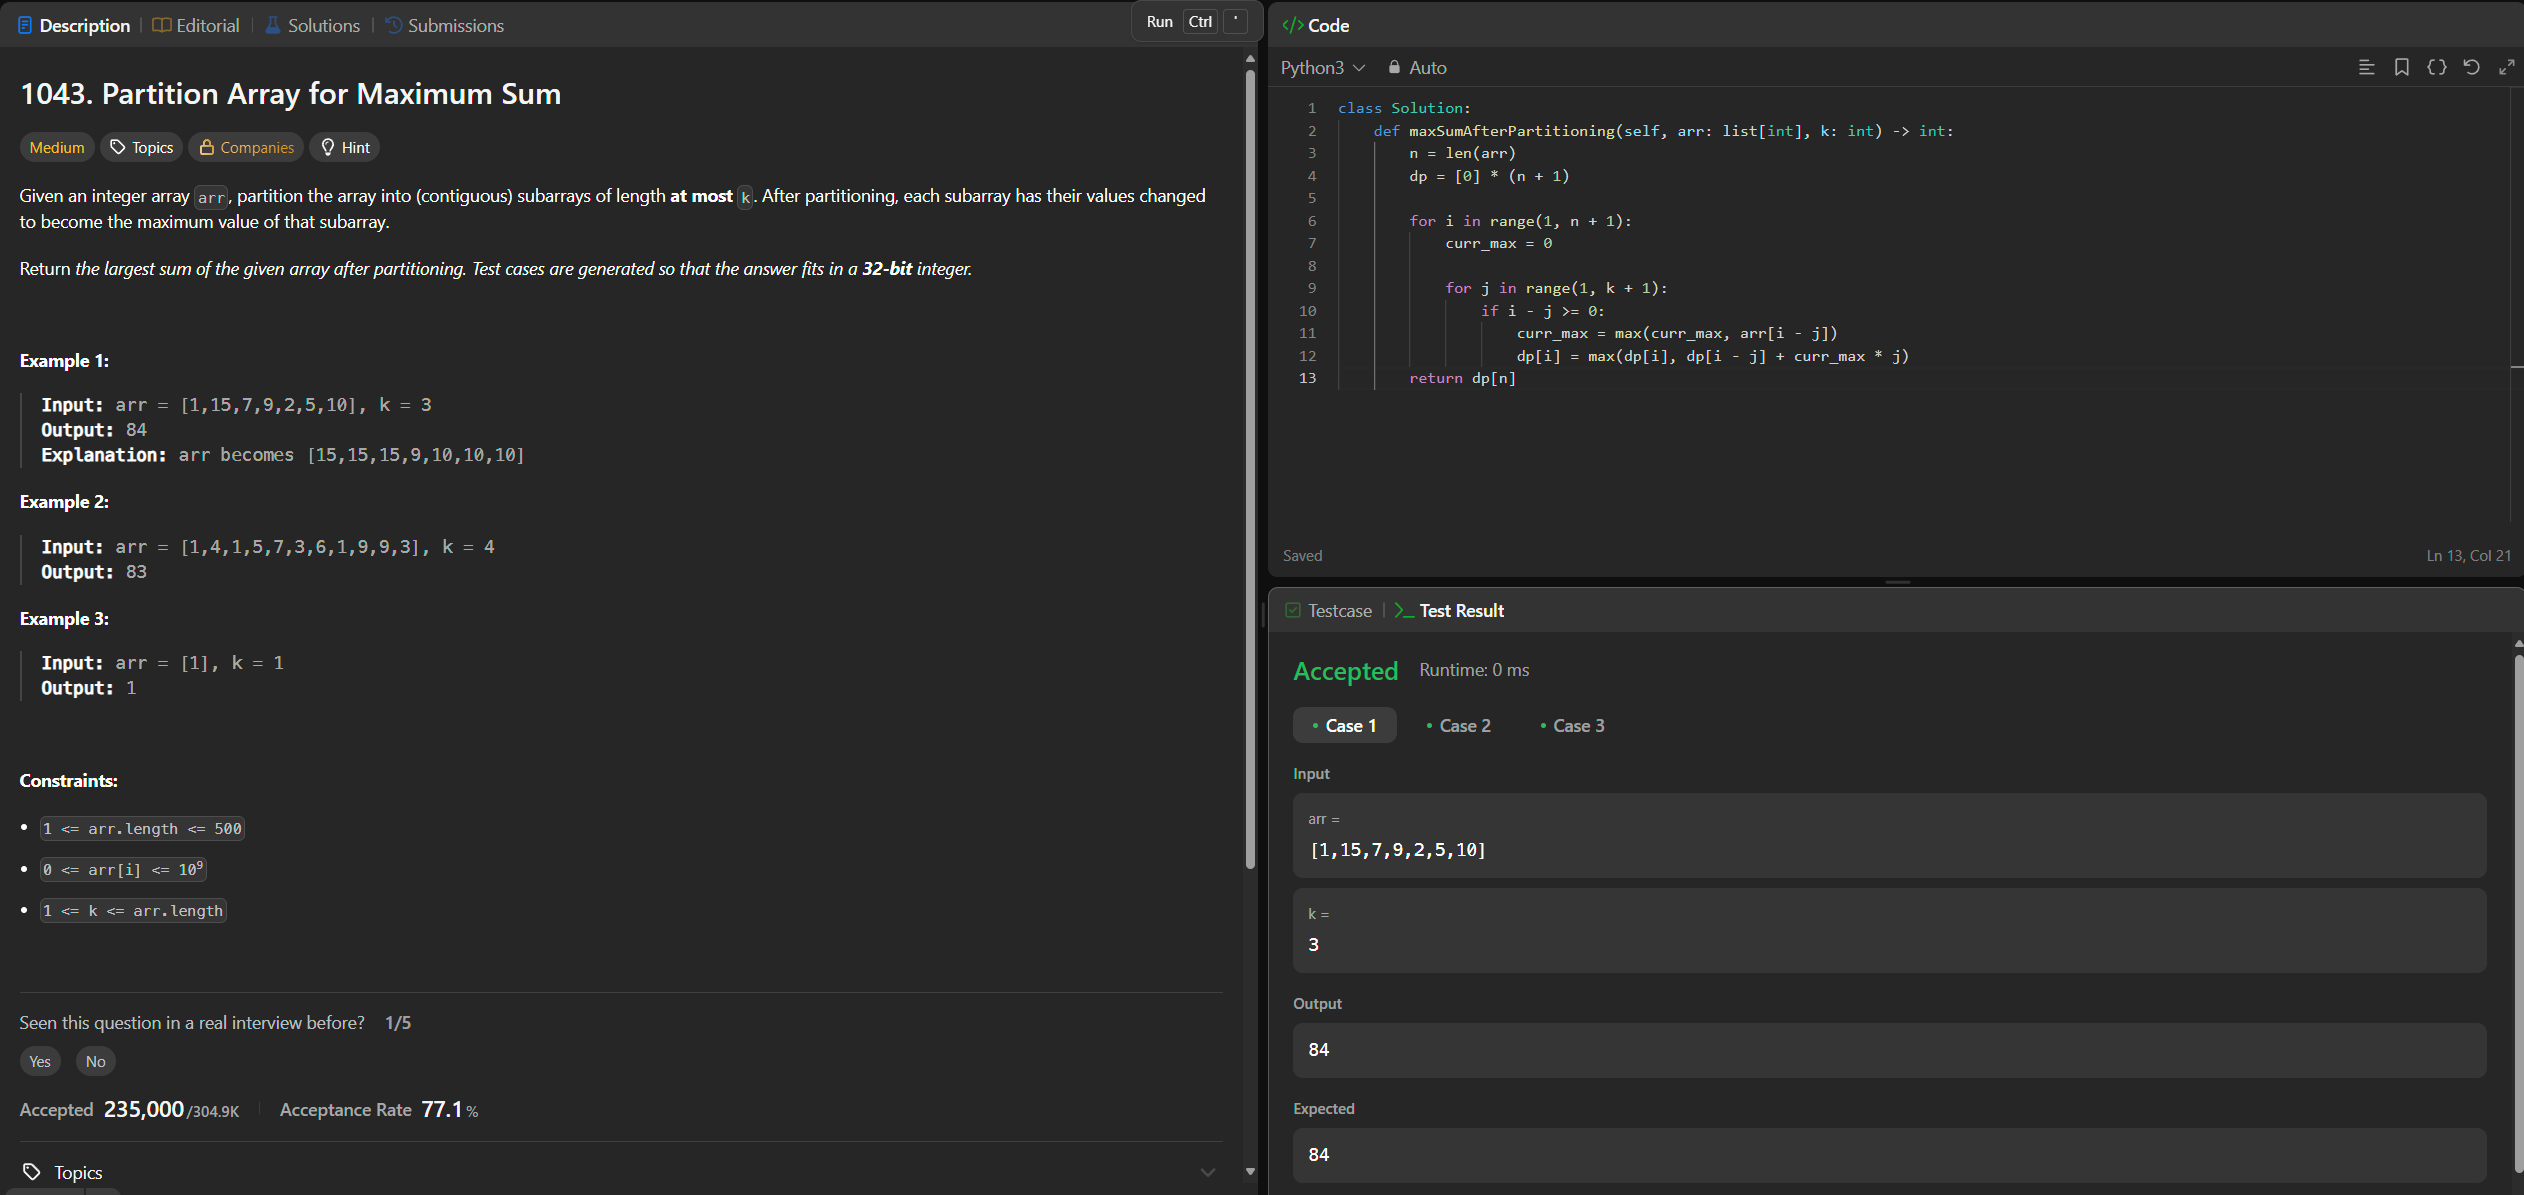 Description
Editorial
Solutions
Submissions
Run Ctrl '
1043. Partition Array for Maximum Sum
Medium Topics Companies Hint
Given an integer array arr, partition the array into (contiguous) subarrays of length at most k. After partitioning, each subarray has their values changed
to become the maximum value of that subarray.
Return the largest sum of the given array after partitioning. Test cases are generated so that the answer fits in a 32-bit integer.
Example 1:
Input: arr = [1,15,7,9,2,5,10], k = 3
Output: 84
Explanation: arr becomes [15,15,15,9,10,10,10]
Example 2:
Input: arr = [1,4,1,5,7,3,6,1,9,9,3], k = 4
Output: 83
Example 3:
Input: arr = [1], k = 1
Output: 1
Constraints:
• 1 <= arr.length <= 500
• 0 <= arr[i] <= 10⁹
• 1 <= k <= arr.length
Seen this question in a real interview before? 1/5
Yes No
Accepted 235,000/304.9K Acceptance Rate 77.1%
Topics
</> Code
Python3 Auto
1 class Solution:
2     def maxSumAfterPartitioning(self, arr: list[int], k: int) -> int:
3         n = len(arr)
4         dp = [0] * (n + 1)
5
6         for i in range(1, n + 1):
7             curr_max = 0
8
9             for j in range(1, k + 1):
10                 if i - j >= 0:
11                     curr_max = max(curr_max, arr[i - j])
12                     dp[i] = max(dp[i], dp[i - j] + curr_max * j)
13         return dp[n]
Saved Ln 13, Col 21
Testcase >_ Test Result
Accepted Runtime: 0 ms
• Case 1 • Case 2 • Case 3
Input
arr =
[1,15,7,9,2,5,10]
k =
3
Output
84
Expected
84